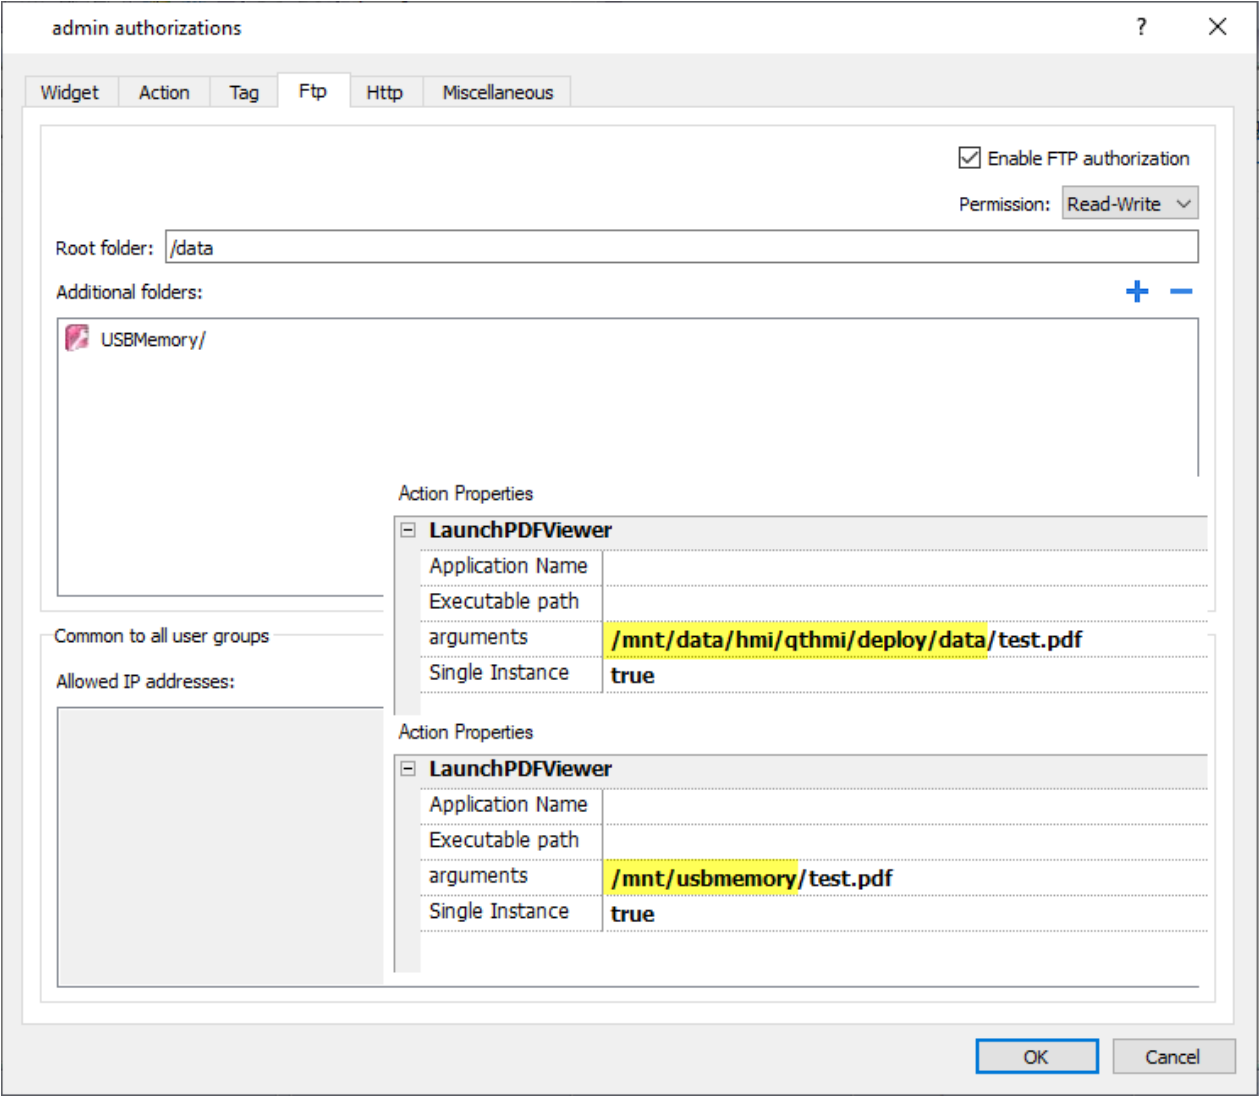 admin authorizations ?
Widget Action Tag Ftp Http Miscellaneous
Enable FTP authorization
Permission: Read-Write
Root folder: /data
Additional folders:
USBMemory/
Action Properties
LaunchPDFViewer
Application Name
Executable path
arguments /mnt/data/hmi/qthmi/deploy/data/test.pdf
Single Instance true
Common to all user groups
Allowed IP addresses:
Action Properties
LaunchPDFViewer
Application Name
Executable path
arguments /mnt/usbmemory/test.pdf
Single Instance true
OK Cancel